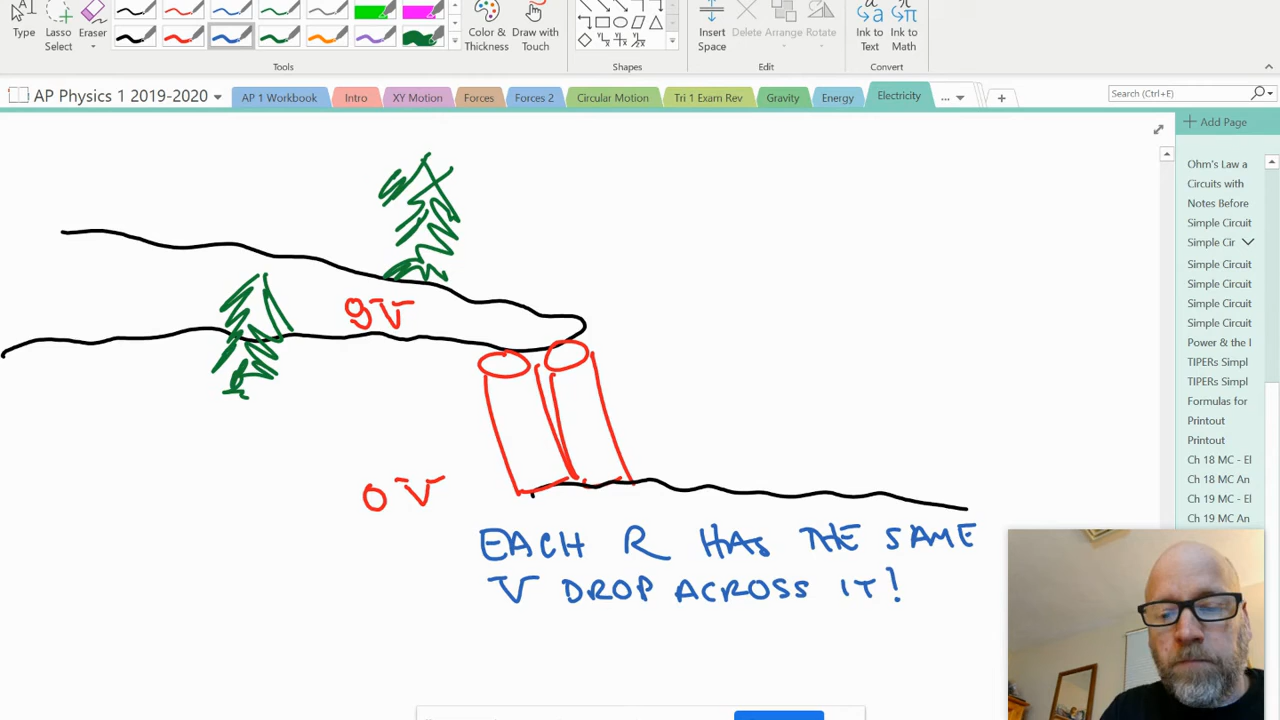 Type
Lasso Select
Eraser
Color & Thickness
Draw with Touch
Insert Space
Delete
Arrange
Rotate
Ink to Text
Ink to Math
Tools
Shapes
Edit
Convert
AP Physics 1 2019-2020
AP 1 Workbook
Intro
XY Motion
Forces
Forces 2
Circular Motion
Tri 1 Exam Rev
Gravity
Energy
Electricity
...
Search (Ctrl+E)
Add Page
Ohm's Law a
Circuits with
Notes Before
Simple Circuit
Simple Cir
Simple Circuit
Simple Circuit
Simple Circuit
Simple Circuit
Power & the I
TIPERs Simpl
TIPERs Simpl
Formulas for
Printout
Printout
Ch 18 MC - El
Ch 18 MC An
Ch 19 MC - El
Ch 19 MC An
9V
0 V
EACH R HAS THE SAME
V DROP ACROSS IT!